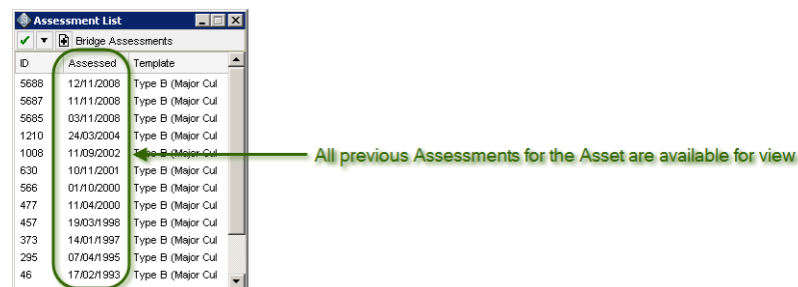 Assessment List
Bridge Assessments
ID Assessed Template
5688 12/11/2008 Type B (Major Cul
5687 11/11/2008 Type B (Major Cul
5685 03/11/2008 Type B (Major Cul
1210 24/03/2004 Type B (Major Cul
1008 11/09/2002 Type B (Major Cul
630 10/11/2001 Type B (Major Cul
566 01/10/2000 Type B (Major Cul
477 11/04/2000 Type B (Major Cul
457 19/03/1998 Type B (Major Cul
373 14/01/1997 Type B (Major Cul
295 07/04/1995 Type B (Major Cul
46 17/02/1993 Type B (Major Cul
All previous Assessments for the Asset are available for view